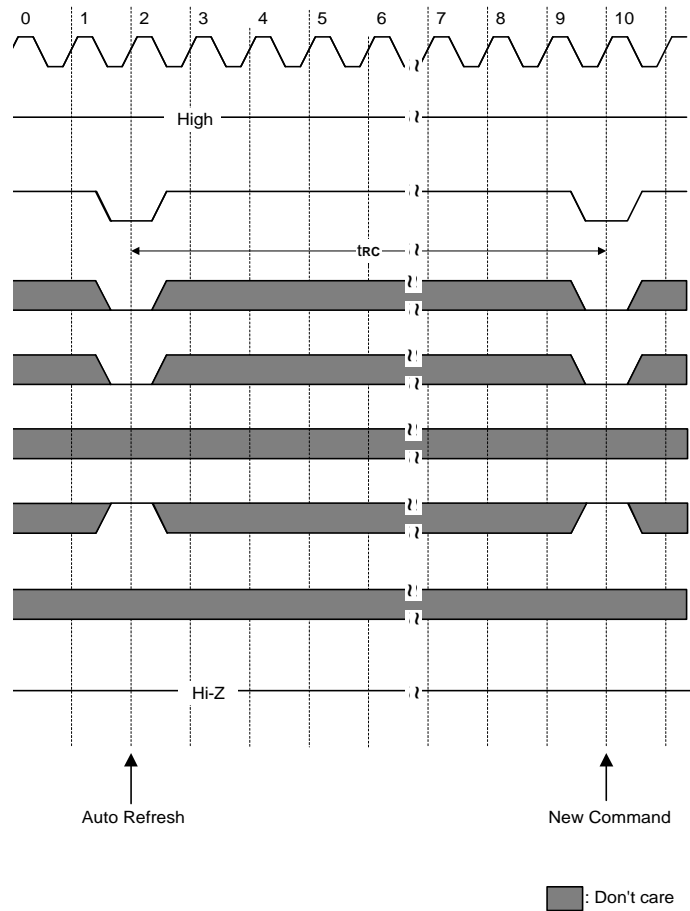 0 1 2 3 4 5 6 7 8 9 10
High
tRC
Hi-Z
Auto Refresh New Command
: Don't care